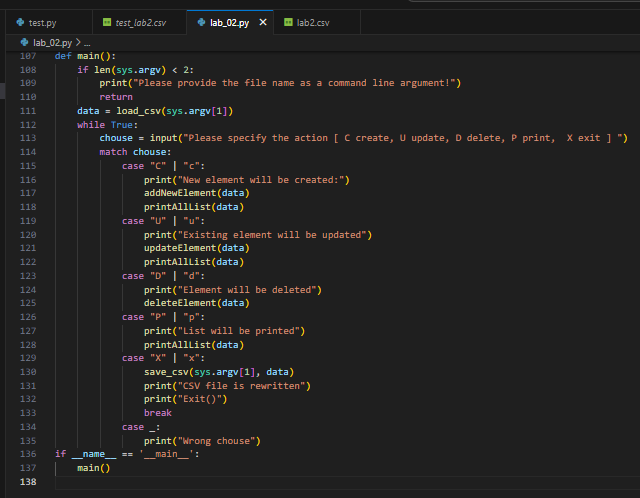 test.py test_lab2.csv lab_02.py × lab2.csv
lab_02.py > ...
107 def main():
108 if len(sys.argv) < 2:
109 print("Please provide the file name as a command line argument!")
110 return
111 data = load_csv(sys.argv[1])
112 while True:
113 chouse = input("Please specify the action [ C create, U update, D delete, P print,  X exit ] ")
114 match chouse:
115 case "C" | "c":
116 print("New element will be created:")
117 addNewElement(data)
118 printAllList(data)
119 case "U" | "u":
120 print("Existing element will be updated")
121 updateElement(data)
122 printAllList(data)
123 case "D" | "d":
124 print("Element will be deleted")
125 deleteElement(data)
126 case "P" | "p":
127 print("List will be printed")
128 printAllList(data)
129 case "X" | "x":
130 save_csv(sys.argv[1], data)
131 print("CSV file is rewritten")
132 print("Exit()")
133 break
134 case _:
135 print("Wrong chouse")
136 if __name__ == '__main__':
137 main()
138